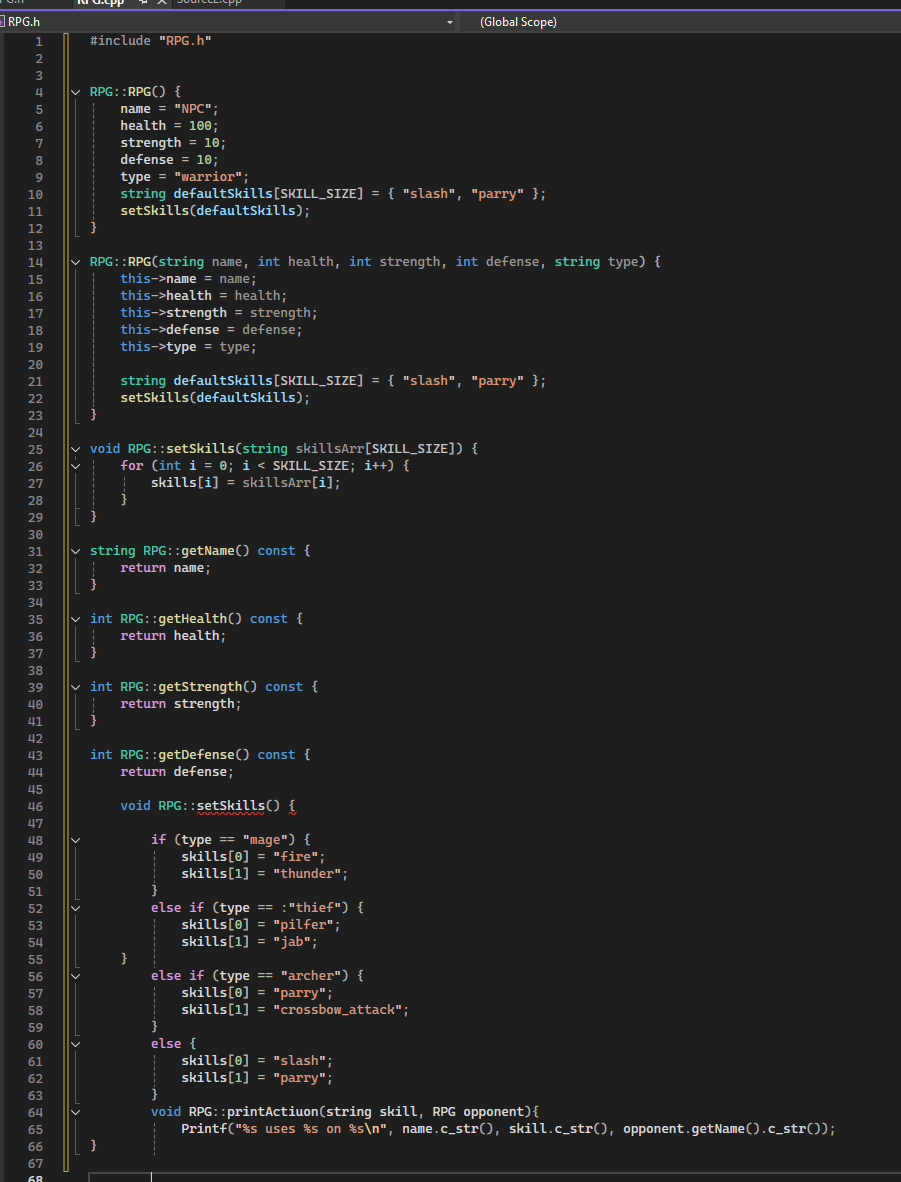 RPG.cpp
RPG.h
(Global Scope)
1 #include "RPG.h"
2
3
4 RPG::RPG() {
5 name = "NPC";
6 health = 100;
7 strength = 10;
8 defense = 10;
9 type = "warrior";
10 string defaultSkills[SKILL_SIZE] = { "slash", "parry" };
11 setSkills(defaultSkills);
12 }
13
14 RPG::RPG(string name, int health, int strength, int defense, string type) {
15 this->name = name;
16 this->health = health;
17 this->strength = strength;
18 this->defense = defense;
19 this->type = type;
20
21 string defaultSkills[SKILL_SIZE] = { "slash", "parry" };
22 setSkills(defaultSkills);
23 }
24
25 void RPG::setSkills(string skillsArr[SKILL_SIZE]) {
26 for (int i = 0; i < SKILL_SIZE; i++) {
27 skills[i] = skillsArr[i];
28 }
29 }
30
31 string RPG::getName() const {
32 return name;
33 }
34
35 int RPG::getHealth() const {
36 return health;
37 }
38
39 int RPG::getStrength() const {
40 return strength;
41 }
42
43 int RPG::getDefense() const {
44 return defense;
45
46 void RPG::setSkills() {
47
48 if (type == "mage") {
49 skills[0] = "fire";
50 skills[1] = "thunder";
51 }
52 else if (type == :"thief") {
53 skills[0] = "pilfer";
54 skills[1] = "jab";
55 }
56 else if (type == "archer") {
57 skills[0] = "parry";
58 skills[1] = "crossbow_attack";
59 }
60 else {
61 skills[0] = "slash";
62 skills[1] = "parry";
63 }
64 void RPG::printActiuon(string skill, RPG opponent){
65 Printf("%s uses %s on %s\n", name.c_str(), skill.c_str(), opponent.getName().c_str());
66 }
67
68